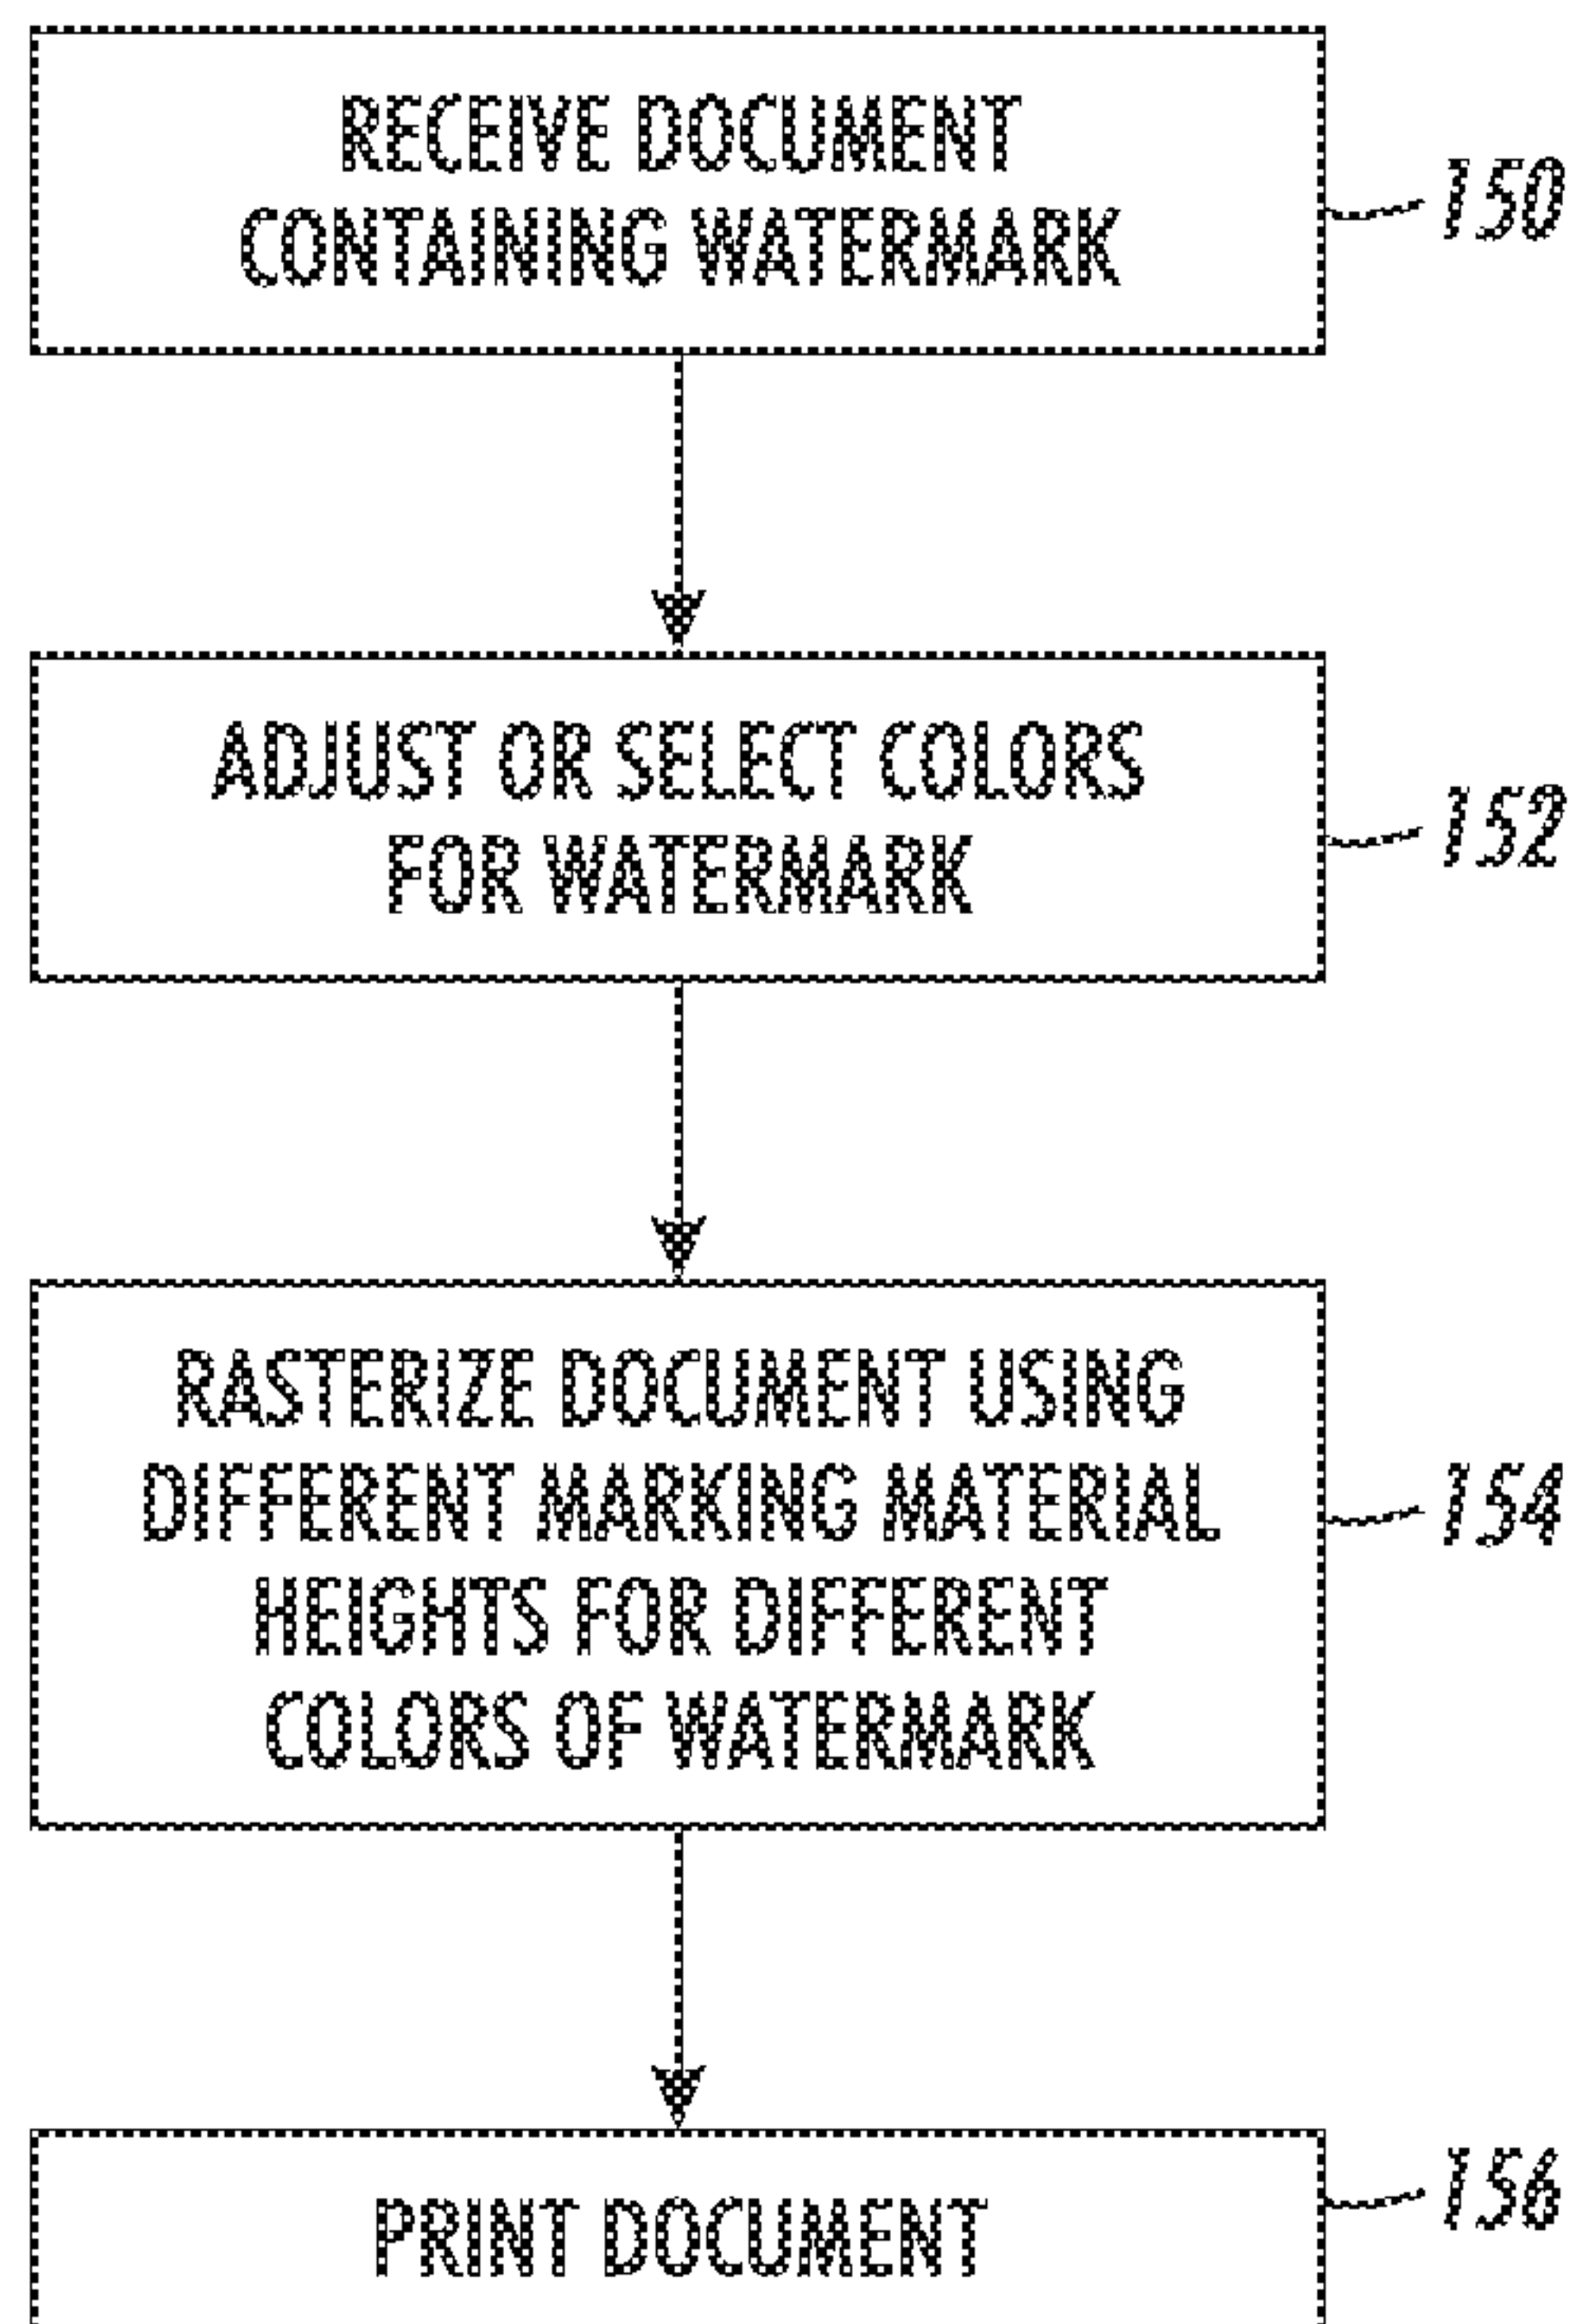 RECEIVE DOCUMENT
CONTAINING WATERMARK
150
ADJUST OR SELECT COLORS
FOR WATERMARK
152
RASTERIZE DOCUMENT USING
DIFFERENT MARKING MATERIAL
HEIGHTS FOR DIFFERENT
COLORS OF WATERMARK
154
PRINT DOCUMENT
156